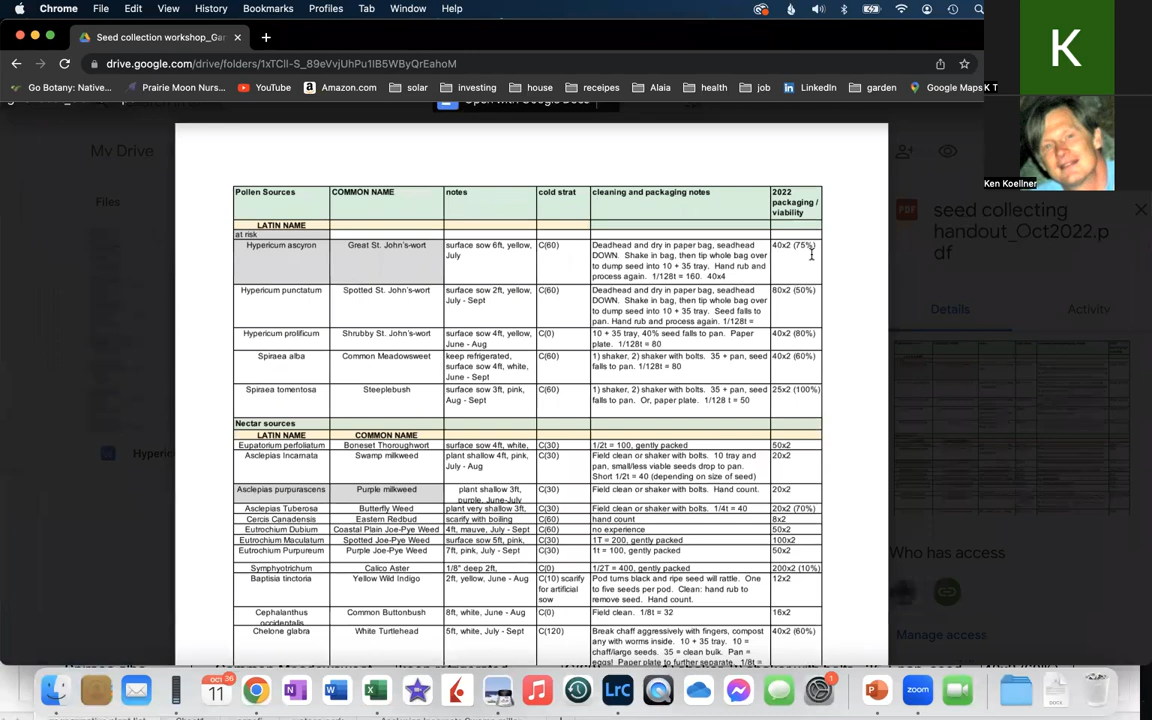 Chrome File Edit View History Bookmarks Profiles Tab Window Help
Seed collection workshop_Gar
drive.google.com/drive/folders/1xTCll-S_89eVvjUhPu1IB5WByQrEahoM
Go Botany: Native... Prairie Moon Nurs... YouTube Amazon.com solar investing house receipes Alaia health job LinkedIn garden Google Maps
K T
K
Ken Koellner
Open with Google Docs
My Drive
Files
Hyperic
PDF
seed collecting
handout_Oct2022.p
df
Details Activity
Who has access
Manage access
Pollen Sources COMMON NAME notes cold strat cleaning and packaging notes 2022
packaging /
viability
LATIN NAME
at risk
Hypericum ascyron Great St. John's-wort surface sow 6ft, yellow, C(60) Deadhead and dry in paper bag, seadhead 40x2 (75%)
July DOWN. Shake in bag, then tip whole bag over
to dump seed into 10 + 35 tray. Hand rub and
process again. 1/128t = 160. 40x4
Hypericum punctatum Spotted St. John's-wort surface sow 2ft, yellow, C(60) Deadhead and dry in paper bag, seadhead 80x2 (50%)
July - Sept DOWN. Shake in bag, then tip whole bag over
to dump seed into 10 + 35 tray. Seed falls to
pan. Hand rub and process again. 1/128t =
Hypericum prolificum Shrubby St. John's-wort surface sow 4ft, yellow, C(0) 10 + 35 tray, 40% seed falls to pan. Paper 40x2 (80%)
June - Aug plate. 1/128t = 80
Spiraea alba Common Meadowsweet keep refrigerated, C(60) 1) shaker, 2) shaker with bolts. 35 + pan, seed 40x2 (60%)
surface sow 4ft, white, falls to pan. 1/128t = 80
June - Sept
Spiraea tomentosa Steeplebush surface sow 3ft, pink, C(60) 1) shaker, 2) shaker with bolts. 35 + pan, seed 25x2 (100%)
Aug - Sept falls to pan. Or, paper plate. 1/128 t = 50
Nectar sources
LATIN NAME COMMON NAME
Eupatorium perfoliatum Boneset Thoroughwort surface sow 4ft, white, C(30) 1/2t = 100, gently packed 50x2
Asclepias Incarnata Swamp milkweed plant shallow 4ft, pink, C(30) Field clean or shaker with bolts. 10 tray and 20x2
July - Aug pan, small/less viable seeds drop to pan.
Short 1/2t = 40 (depending on size of seed)
Asclepias purpurascens Purple milkweed plant shallow 3ft, C(30) Field clean or shaker with bolts. Hand count. 20x2
purple, June-July
Asclepias Tuberosa Butterfly Weed plant very shallow 3ft, C(30) Field clean or shaker with bolts. 1/4t = 40 20x2 (70%)
Cercis Canadensis Eastern Redbud scarify with boiling C(60) hand count 8x2
Eutrochium Dubium Coastal Plain Joe-Pye Weed 4ft, mauve, July - Sept C(60) no experience 50x2
Eutrochium Maculatum Spotted Joe-Pye Weed surface sow 5ft, pink, C(30) 1T = 200, gently packed 100x2
Eutrochium Purpureum Purple Joe-Pye Weed 7ft, pink, July - Sept C(30) 1t = 100, gently packed 50x2
Symphyotrichum Calico Aster 1/8" deep 2ft, C(0) 1/2T = 400, gently packed 200x2 (10%)
Baptisia tinctoria Yellow Wild Indigo 2ft, yellow, June - Aug C(10) scarify Pod turns black and ripe seed will rattle. One 12x2
for artificial to five seeds per pod. Clean: hand rub to
sow remove seed. Hand count.
Cephalanthus Common Buttonbush 8ft, white, June - Aug C(0) Field clean. 1/8t = 32 16x2
occidentalis
Chelone glabra White Turtlehead 5ft, white, July - Sept C(120) Break chaff aggressively with fingers, compost 40x2 (60%)
any with worms inside. 10 + 35 tray. 10 =
chaff/large seeds. 35 = clean bulk. Pan =
eggs! Paper plate to further separate. 1/8t =
OCT 36
11
1
Lrc
zoom
DOCX